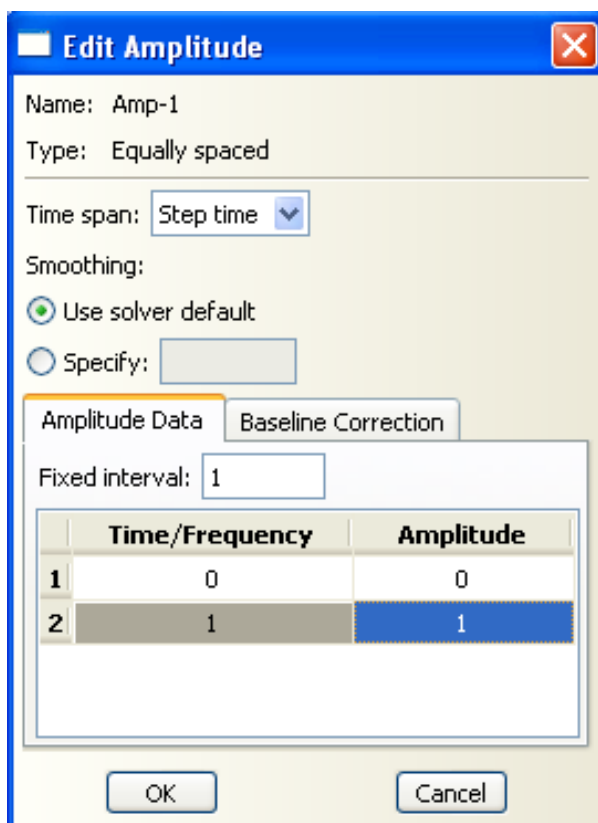 Edit Amplitude
Name: Amp-1
Type: Equally spaced
Time span: Step time
Smoothing:
Use solver default
Specify:
Amplitude Data Baseline Correction
Fixed interval: 1
Time/Frequency Amplitude
1 0 0
2 1 1
OK Cancel